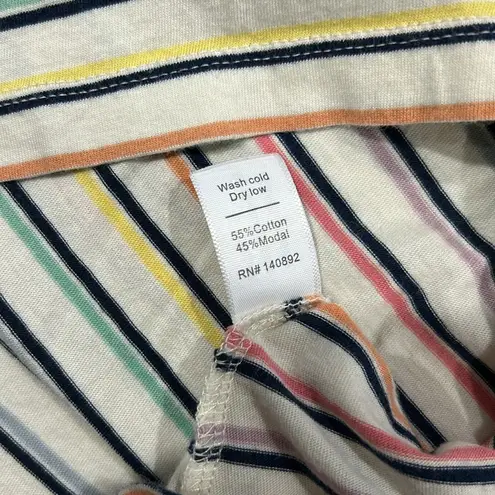 Wash cold
Dry low
55%Cotton
45%Modal
RN# 140892